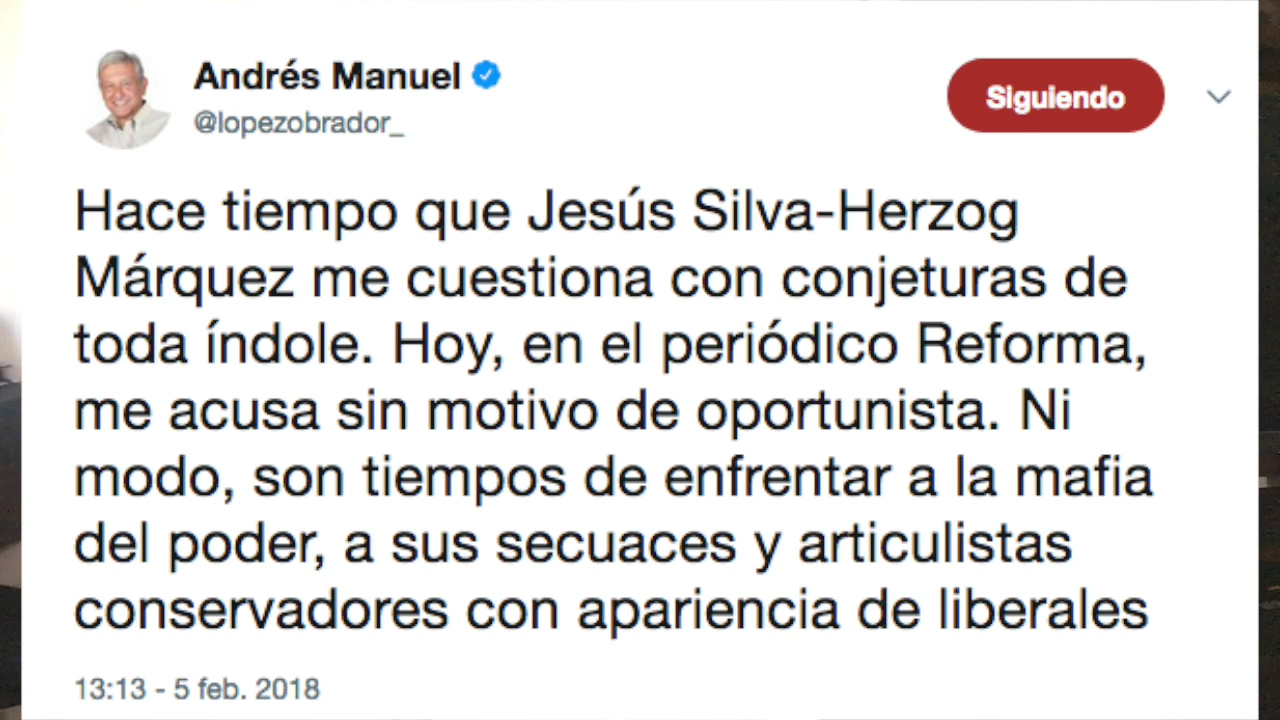 Andrés Manuel
@lopezobrador_
Siguiendo
Hace tiempo que Jesús Silva-Herzog
Márquez me cuestiona con conjeturas de
toda índole. Hoy, en el periódico Reforma,
me acusa sin motivo de oportunista. Ni
modo, son tiempos de enfrentar a la mafia
del poder, a sus secuaces y articulistas
conservadores con apariencia de liberales
13:13 - 5 feb. 2018